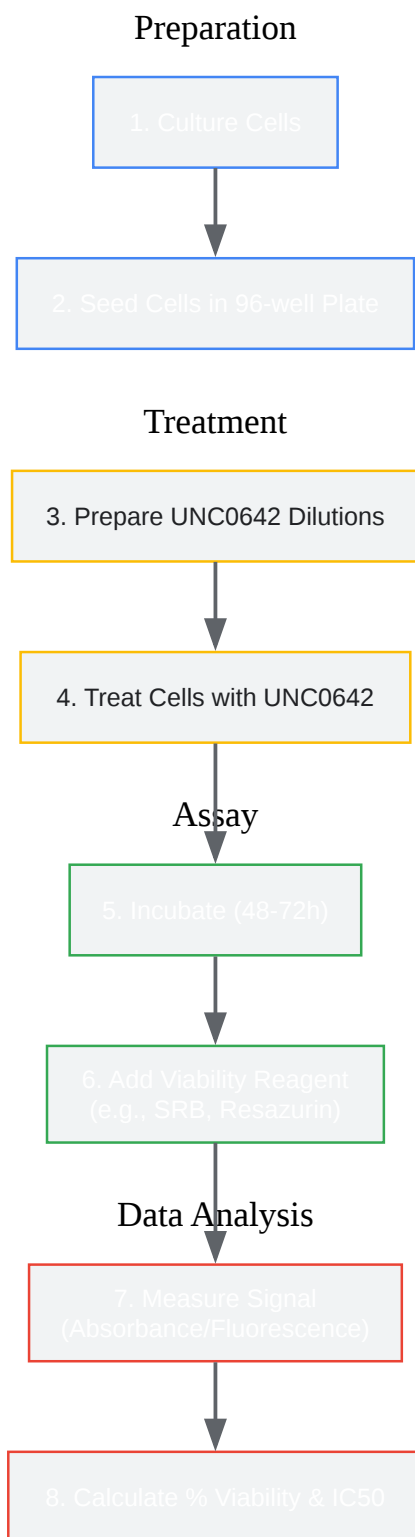 Preparation
1. Culture Cells
2. Seed Cells in 96-well Plate
Treatment
3. Prepare UNC0642 Dilutions
4. Treat Cells with UNC0642
Assay
5. Incubate (48-72h)
6. Add Viability Reagent
(e.g., SRB, Resazurin)
Data Analysis
7. Measure Signal
(Absorbance/Fluorescence)
8. Calculate % Viability & IC50